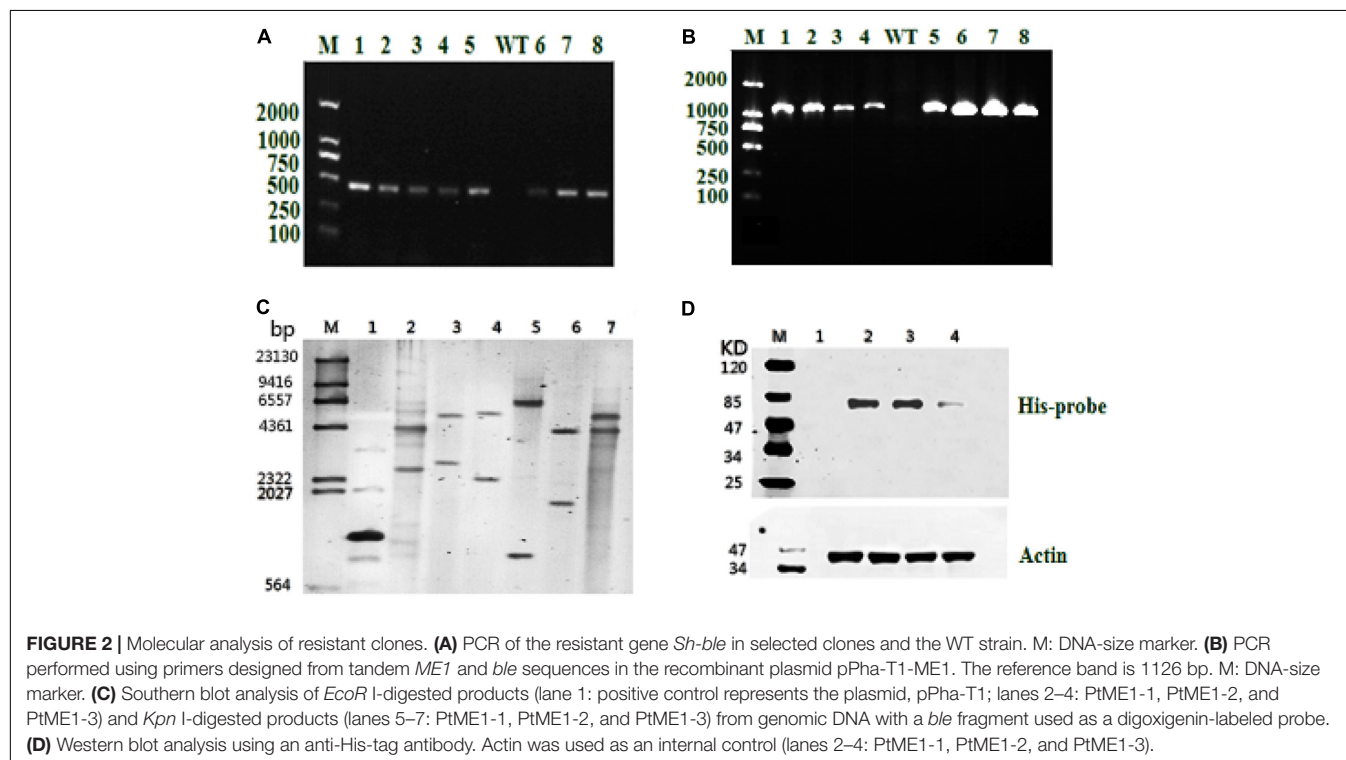 A
M 1 2 3 4 5 WT 6 7 8
2000
1000
750
500
250
100
B
M 1 2 3 4 WT 5 6 7 8
2000
1000
750
500
250
100
C
bp M 1 2 3 4 5 6 7
23130
9416
6557
4361
2322
2027
564
D
KD M 1 2 3 4
120
85
47
34
25
His-probe
47
34
Actin
FIGURE 2 | Molecular analysis of resistant clones. (A) PCR of the resistant gene Sh-ble in selected clones and the WT strain. M: DNA-size marker. (B) PCR
performed using primers designed from tandem ME1 and ble sequences in the recombinant plasmid pPha-T1-ME1. The reference band is 1126 bp. M: DNA-size
marker. (C) Southern blot analysis of EcoR I-digested products (lane 1: positive control represents the plasmid, pPha-T1; lanes 2–4: PtME1-1, PtME1-2, and
PtME1-3) and Kpn I-digested products (lanes 5–7: PtME1-1, PtME1-2, and PtME1-3) from genomic DNA with a ble fragment used as a digoxigenin-labeled probe.
(D) Western blot analysis using an anti-His-tag antibody. Actin was used as an internal control (lanes 2–4: PtME1-1, PtME1-2, and PtME1-3).